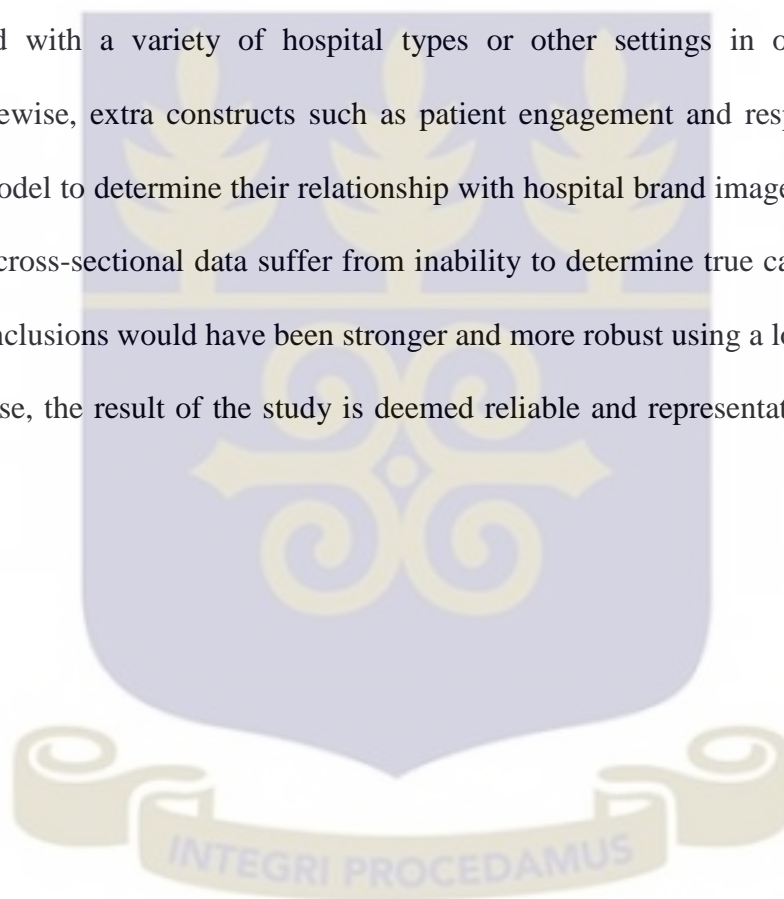 d with a variety of hospital types or other settings in o
ewise, extra constructs such as patient engagement and resp
odel to determine their relationship with hospital brand image
cross-sectional data suffer from inability to determine true ca
nclusions would have been stronger and more robust using a l
se, the result of the study is deemed reliable and representat
INTEGRI PROCEDAMUS